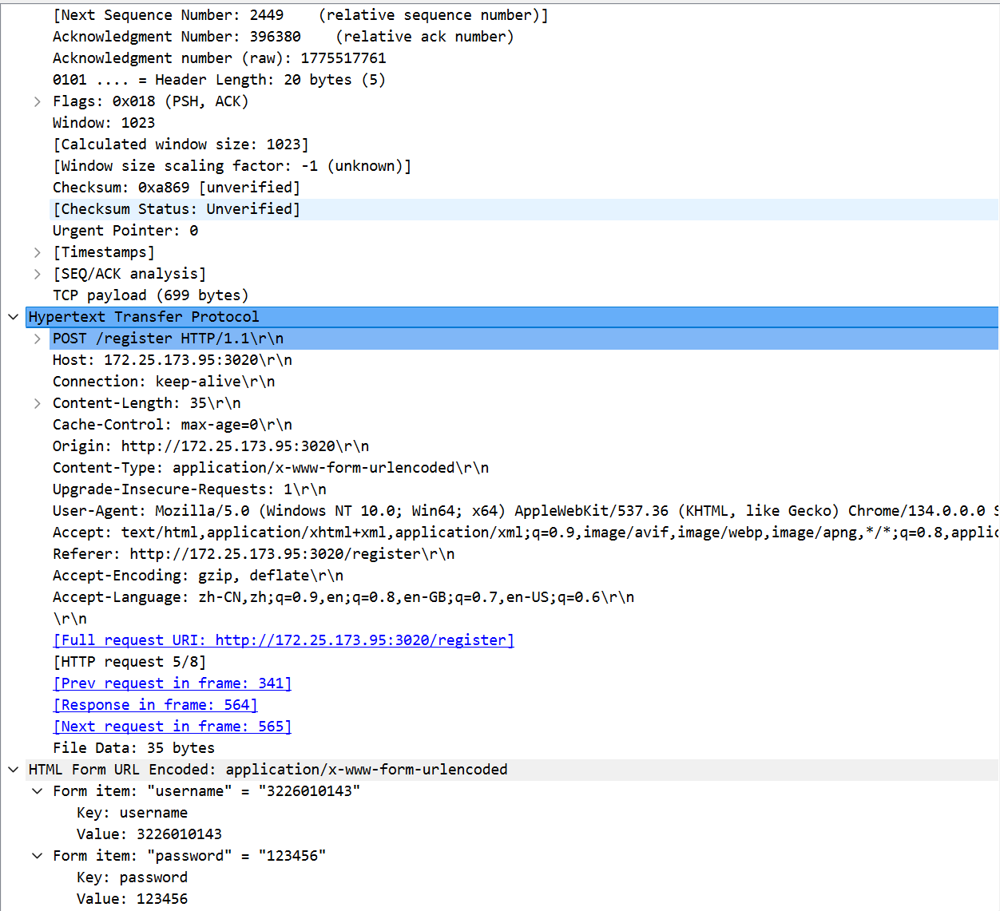 [Next Sequence Number: 2449    (relative sequence number)]
Acknowledgment Number: 396380    (relative ack number)
Acknowledgment number (raw): 1775517761
0101 .... = Header Length: 20 bytes (5)
Flags: 0x018 (PSH, ACK)
Window: 1023
[Calculated window size: 1023]
[Window size scaling factor: -1 (unknown)]
Checksum: 0xa869 [unverified]
[Checksum Status: Unverified]
Urgent Pointer: 0
[Timestamps]
[SEQ/ACK analysis]
TCP payload (699 bytes)
Hypertext Transfer Protocol
POST /register HTTP/1.1\r\n
Host: 172.25.173.95:3020\r\n
Connection: keep-alive\r\n
Content-Length: 35\r\n
Cache-Control: max-age=0\r\n
Origin: http://172.25.173.95:3020\r\n
Content-Type: application/x-www-form-urlencoded\r\n
Upgrade-Insecure-Requests: 1\r\n
User-Agent: Mozilla/5.0 (Windows NT 10.0; Win64; x64) AppleWebKit/537.36 (KHTML, like Gecko) Chrome/134.0.0.0 S
Accept: text/html,application/xhtml+xml,application/xml;q=0.9,image/avif,image/webp,image/apng,*/*;q=0.8,applic
Referer: http://172.25.173.95:3020/register\r\n
Accept-Encoding: gzip, deflate\r\n
Accept-Language: zh-CN,zh;q=0.9,en;q=0.8,en-GB;q=0.7,en-US;q=0.6\r\n
\r\n
[Full request URI: http://172.25.173.95:3020/register]
[HTTP request 5/8]
[Prev request in frame: 341]
[Response in frame: 564]
[Next request in frame: 565]
File Data: 35 bytes
HTML Form URL Encoded: application/x-www-form-urlencoded
Form item: "username" = "3226010143"
Key: username
Value: 3226010143
Form item: "password" = "123456"
Key: password
Value: 123456